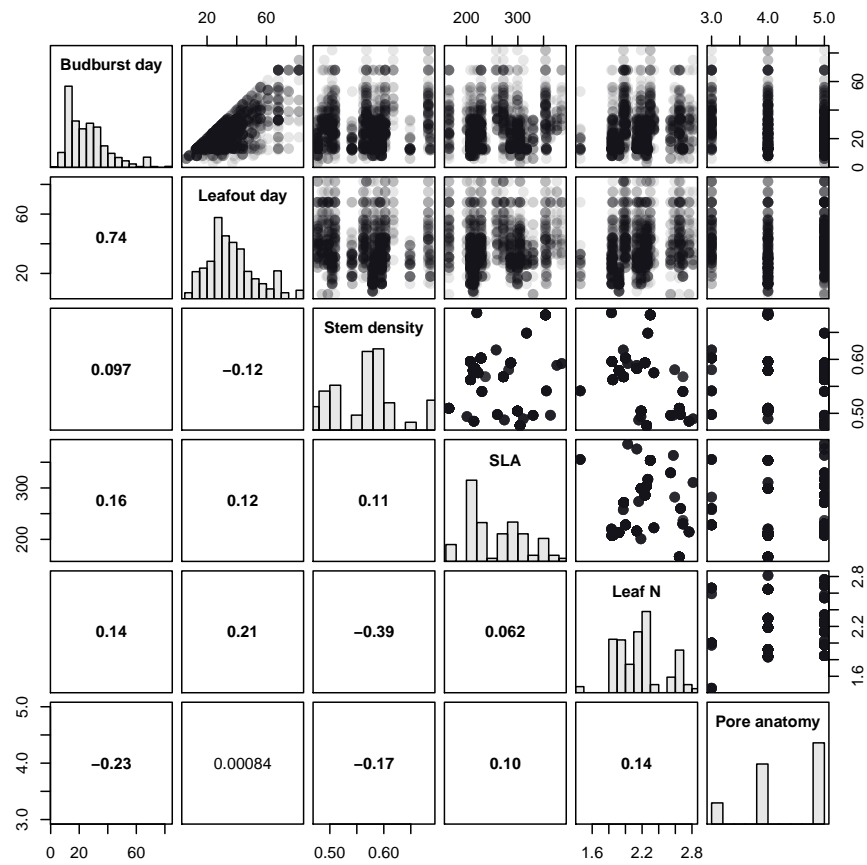 20 60 200 300 3.0 4.0 5.0
Budburst day
0 20 60
Leafout day
0.74
20 60
Stem density
0.097 −0.12
0.50 0.60
SLA
0.16 0.12 0.11
200 300
Leaf N
0.14 0.21 −0.39 0.062
1.6 2.2 2.8
Pore anatomy
−0.23 0.00084 −0.17 0.10 0.14
3.0 4.0 5.0
0 20 60 0.50 0.60 1.6 2.2 2.8